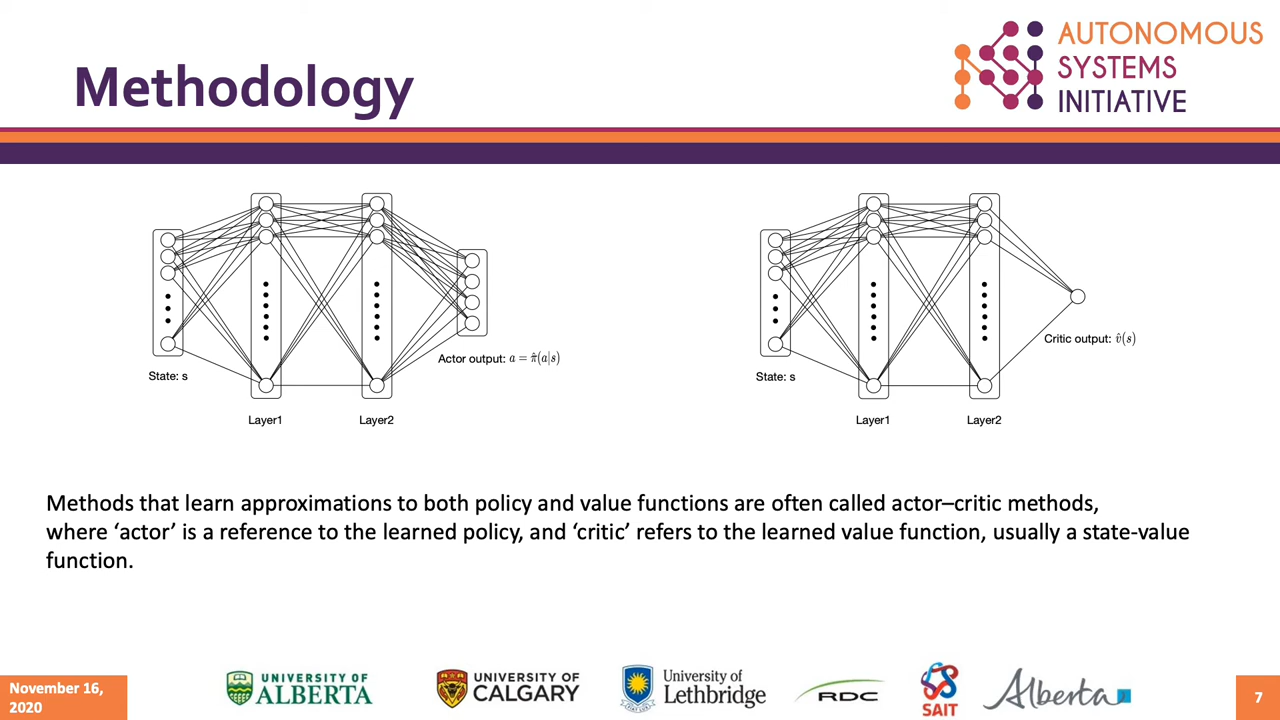 Methodology
AUTONOMOUS
SYSTEMS
INITIATIVE
State: s
Layer1
Layer2
Actor output: a = π̂(a|s)
State: s
Layer1
Layer2
Critic output: v̂(s)
Methods that learn approximations to both policy and value functions are often called actor–critic methods,
where ‘actor’ is a reference to the learned policy, and ‘critic’ refers to the learned value function, usually a state-value
function.
November 16,
2020
UNIVERSITY OF
ALBERTA
UNIVERSITY OF
CALGARY
University of
Lethbridge
RDC
SAIT
Alberta
7